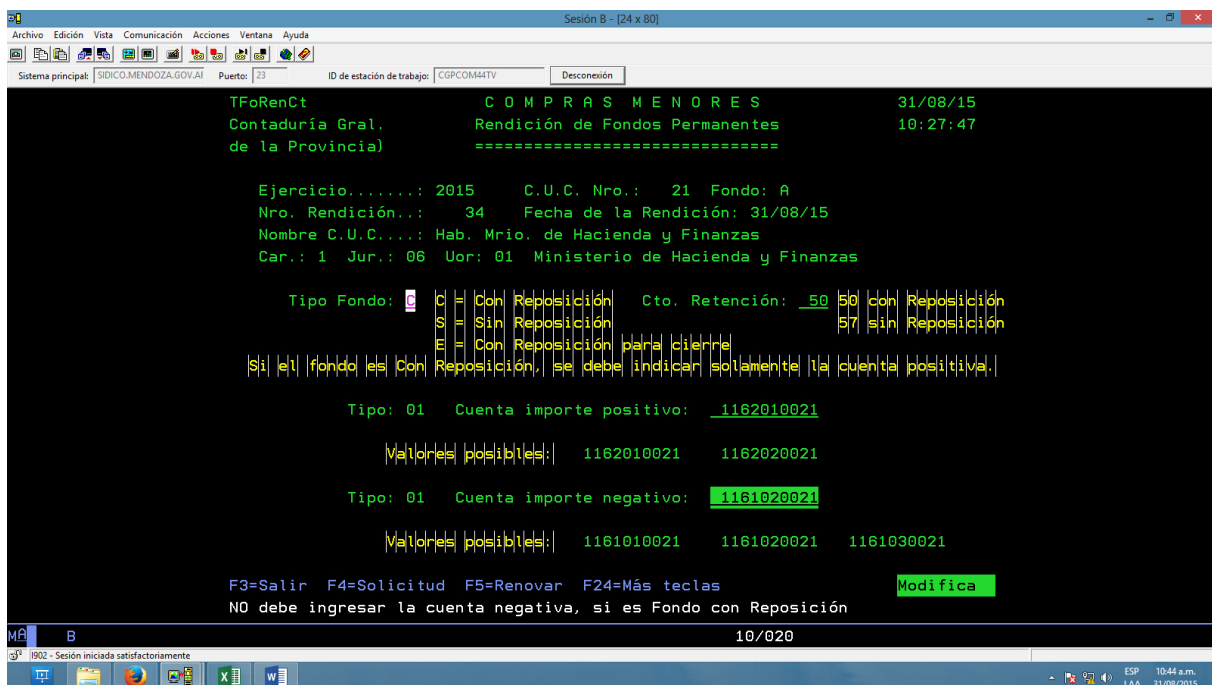 Sesión B - [24 x 80]
Archivo Edición Vista Comunicación Acciones Ventana Ayuda
Sistema principal: SIDICO.MENDOZA.GOV.AF Puerto: 23 ID de estación de trabajo: CGPCOM44TV Desconexión
TFoRenCt C O M P R A S M E N O R E S 31/08/15
Contaduría Gral. Rendición de Fondos Permanentes 10:27:47
de la Provincia) ===============================
Ejercicio.......: 2015 C.U.C. Nro.: 21 Fondo: A
Nro. Rendición..: 34 Fecha de la Rendición: 31/08/15
Nombre C.U.C....: Hab. Mrio. de Hacienda y Finanzas
Car.: 1 Jur.: 06 Uor: 01 Ministerio de Hacienda y Finanzas
Tipo Fondo: C C = Con Reposición Cto. Retención: 50 50 con Reposición
S = Sin Reposición 57 sin Reposición
E = Con Reposición para cierre
Si el fondo es Con Reposición, se debe indicar solamente la cuenta positiva.
Tipo: 01 Cuenta importe positivo: 1162010021
Valores posibles: 1162010021 1162020021
Tipo: 01 Cuenta importe negativo: 1161020021
Valores posibles: 1161010021 1161020021 1161030021
F3=Salir F4=Solicitud F5=Renovar F24=Más teclas Modifica
NO debe ingresar la cuenta negativa, si es Fondo con Reposición
MA B 10/020
I902 - Sesión iniciada satisfactoriamente
ESP 10:44 a.m.
LAA 31/08/2015